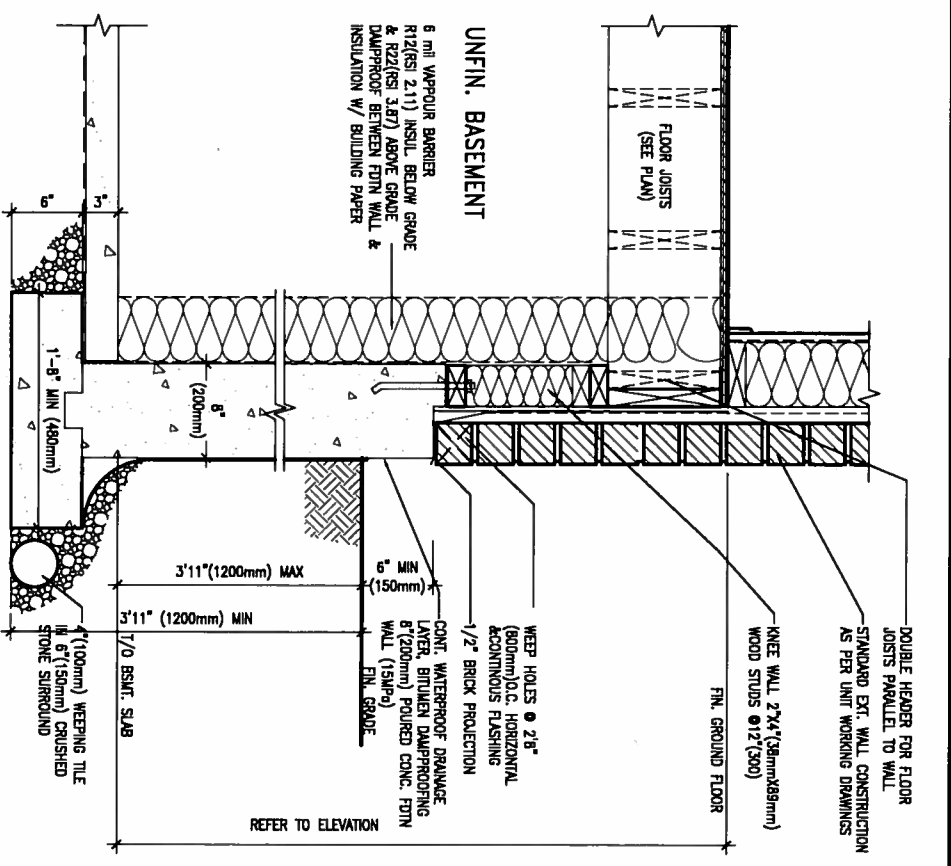 UNFIN. BASEMENT
6 mil VAPPOUR BARRIER
R12(RSI 2.11) INSUL. BELOW GRADE
& R22(RSI 3.87) ABOVE GRADE
DAMPPROOF BETWEEN FDTN WALL &
INSULATION W/ BUILDING PAPER
FLOOR JOISTS
(SEE PLAN)
DOUBLE HEADER FOR FLOOR
JOISTS PARALLEL TO WALL
STANDARD EXT. WALL CONSTRUCTION
AS PER UNIT WORKING DRAWINGS
KNEE WALL 2"X4"(38mmX89mm)
WOOD STUDS @12"(300)
FIN. GROUND FLOOR
WEEP HOLES @ 2'8"
(800mm)O.C. HORIZONTAL
&CONTINOUS FLASHING
1/2" BRICK PROJECTION
CONT. WATERPROOF DRAINAGE
LAYER, BITUMEN DAMPPROOFING
8"(200mm) POURED CONC. FDTN
WALL (15MPa)
FIN. GRADE
6" MIN
(150mm)
3'11"(1200mm) MAX
3'11" (1200mm) MIN
REFER TO ELEVATION
8"
(200mm)
3"
6"
1'-8" MIN (480mm)
T/O BSMT. SLAB
4"(100mm) WEEPING TILE
IN 6"(150mm) CRUSHED
STONE SURROUND